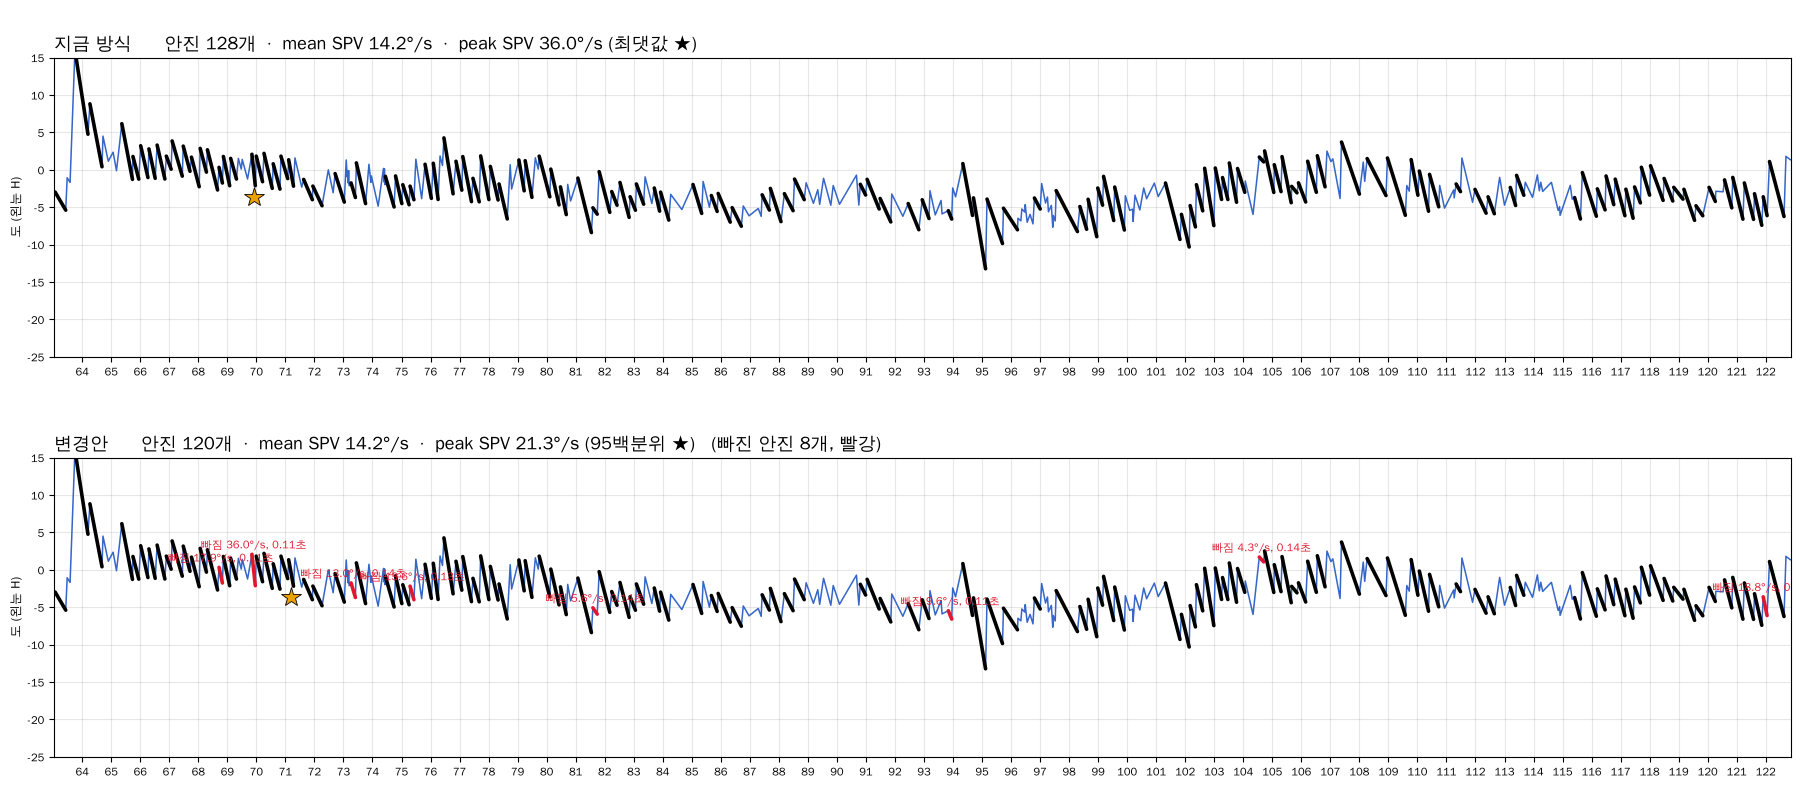 지금 방식 안진 128개 · mean SPV 14.2°/s · peak SPV 36.0°/s (최댓값 ★)
15
10
5
0
-5
-10
-15
-20
-25
도 (왼눈 H)
64 65 66 67 68 69 70 71 72 73 74 75 76 77 78 79 80 81 82 83 84 85 86 87 88 89 90 91 92 93 94 95 96 97 98 99 100 101 102 103 104 105 106 107 108 109 110 111 112 113 114 115 116 117 118 119 120 121 122
변경안 안진 120개 · mean SPV 14.2°/s · peak SPV 21.3°/s (95백분위 ★) (빠진 안진 8개, 빨강)
15
10
5
0
-5
-10
-15
-20
-25
도 (왼눈 H)
빠짐 36.0°/s, 0.11초
빠짐 4.3°/s, 0.14초
빠짐 9.6°/s,
64 65 66 67 68 69 70 71 72 73 74 75 76 77 78 79 80 81 82 83 84 85 86 87 88 89 90 91 92 93 94 95 96 97 98 99 100 101 102 103 104 105 106 107 108 109 110 111 112 113 114 115 116 117 118 119 120 121 122